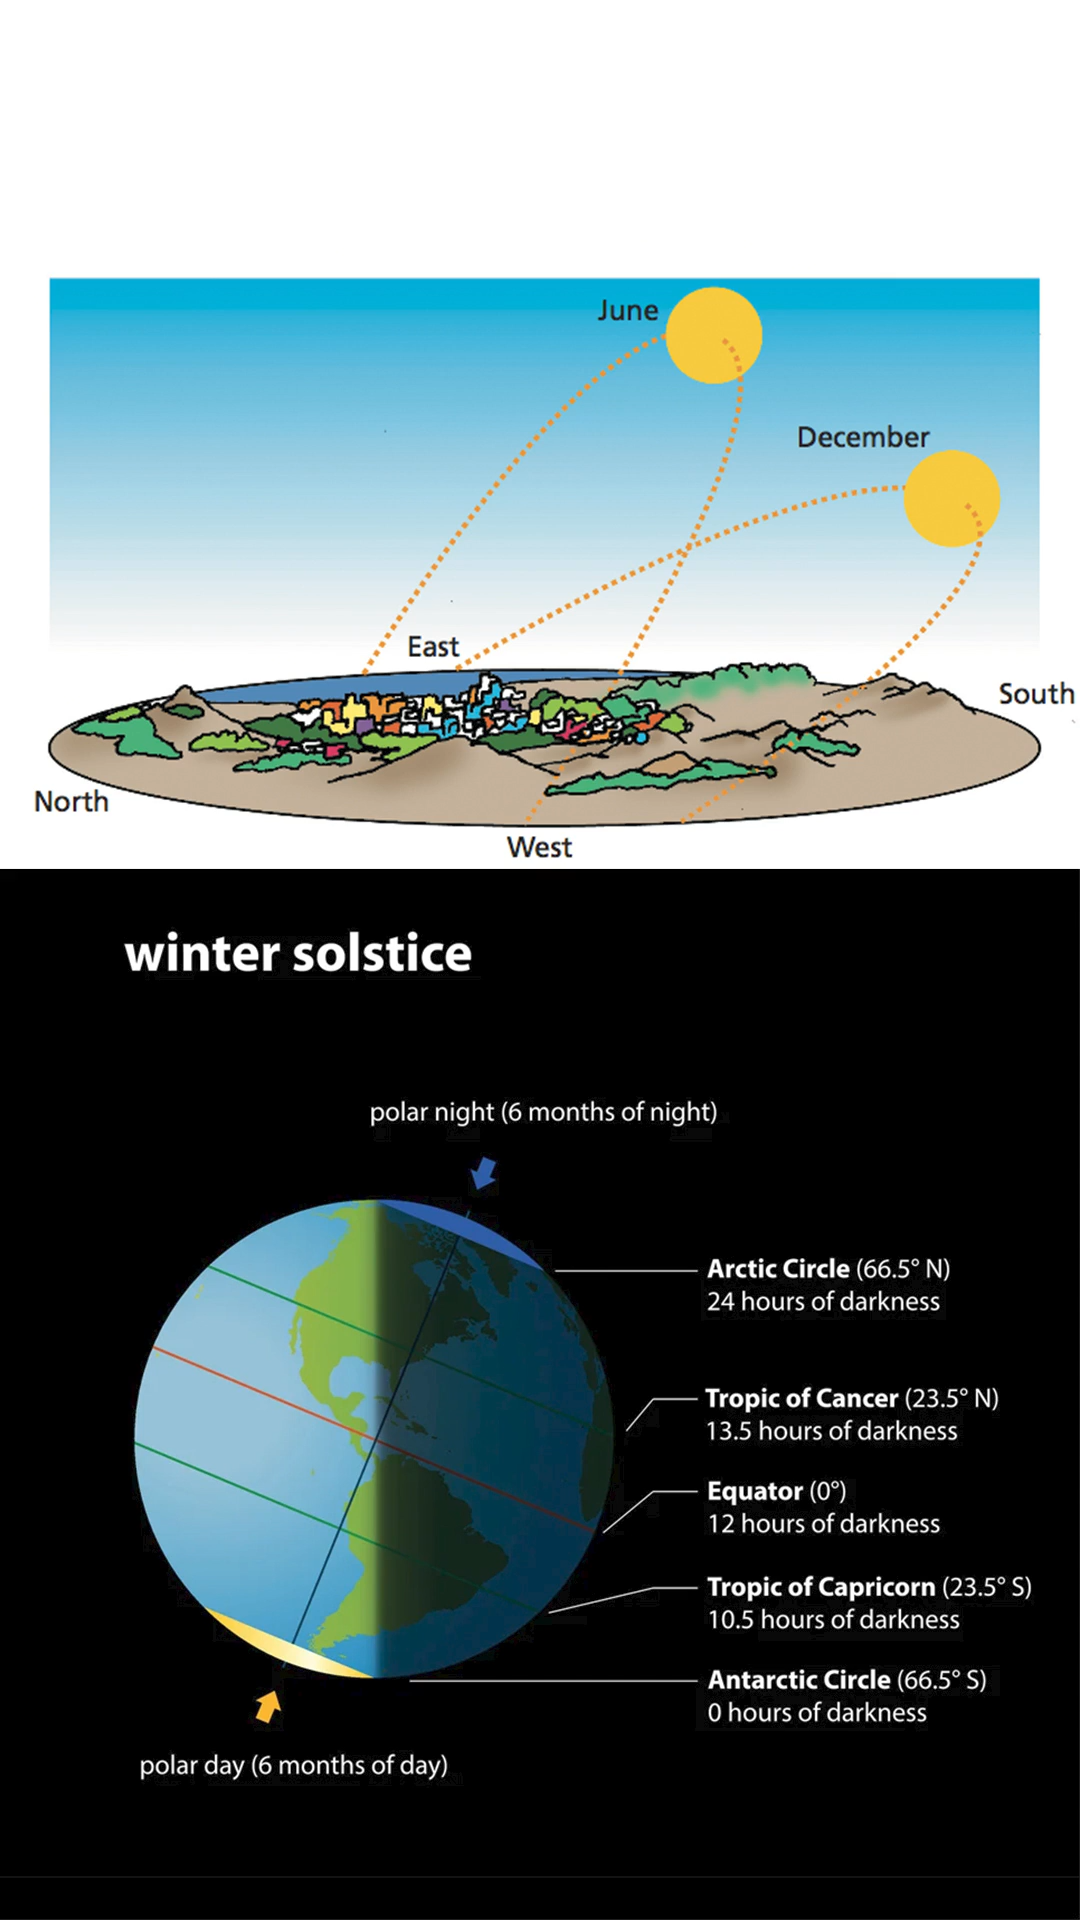 June
December
East
South
North
West
winter solstice
polar night (6 months of night)
Arctic Circle (66.5° N)
24 hours of darkness
Tropic of Cancer (23.5° N)
13.5 hours of darkness
Equator (0°)
12 hours of darkness
Tropic of Capricorn (23.5° S)
10.5 hours of darkness
Antarctic Circle (66.5° S)
0 hours of darkness
polar day (6 months of day)